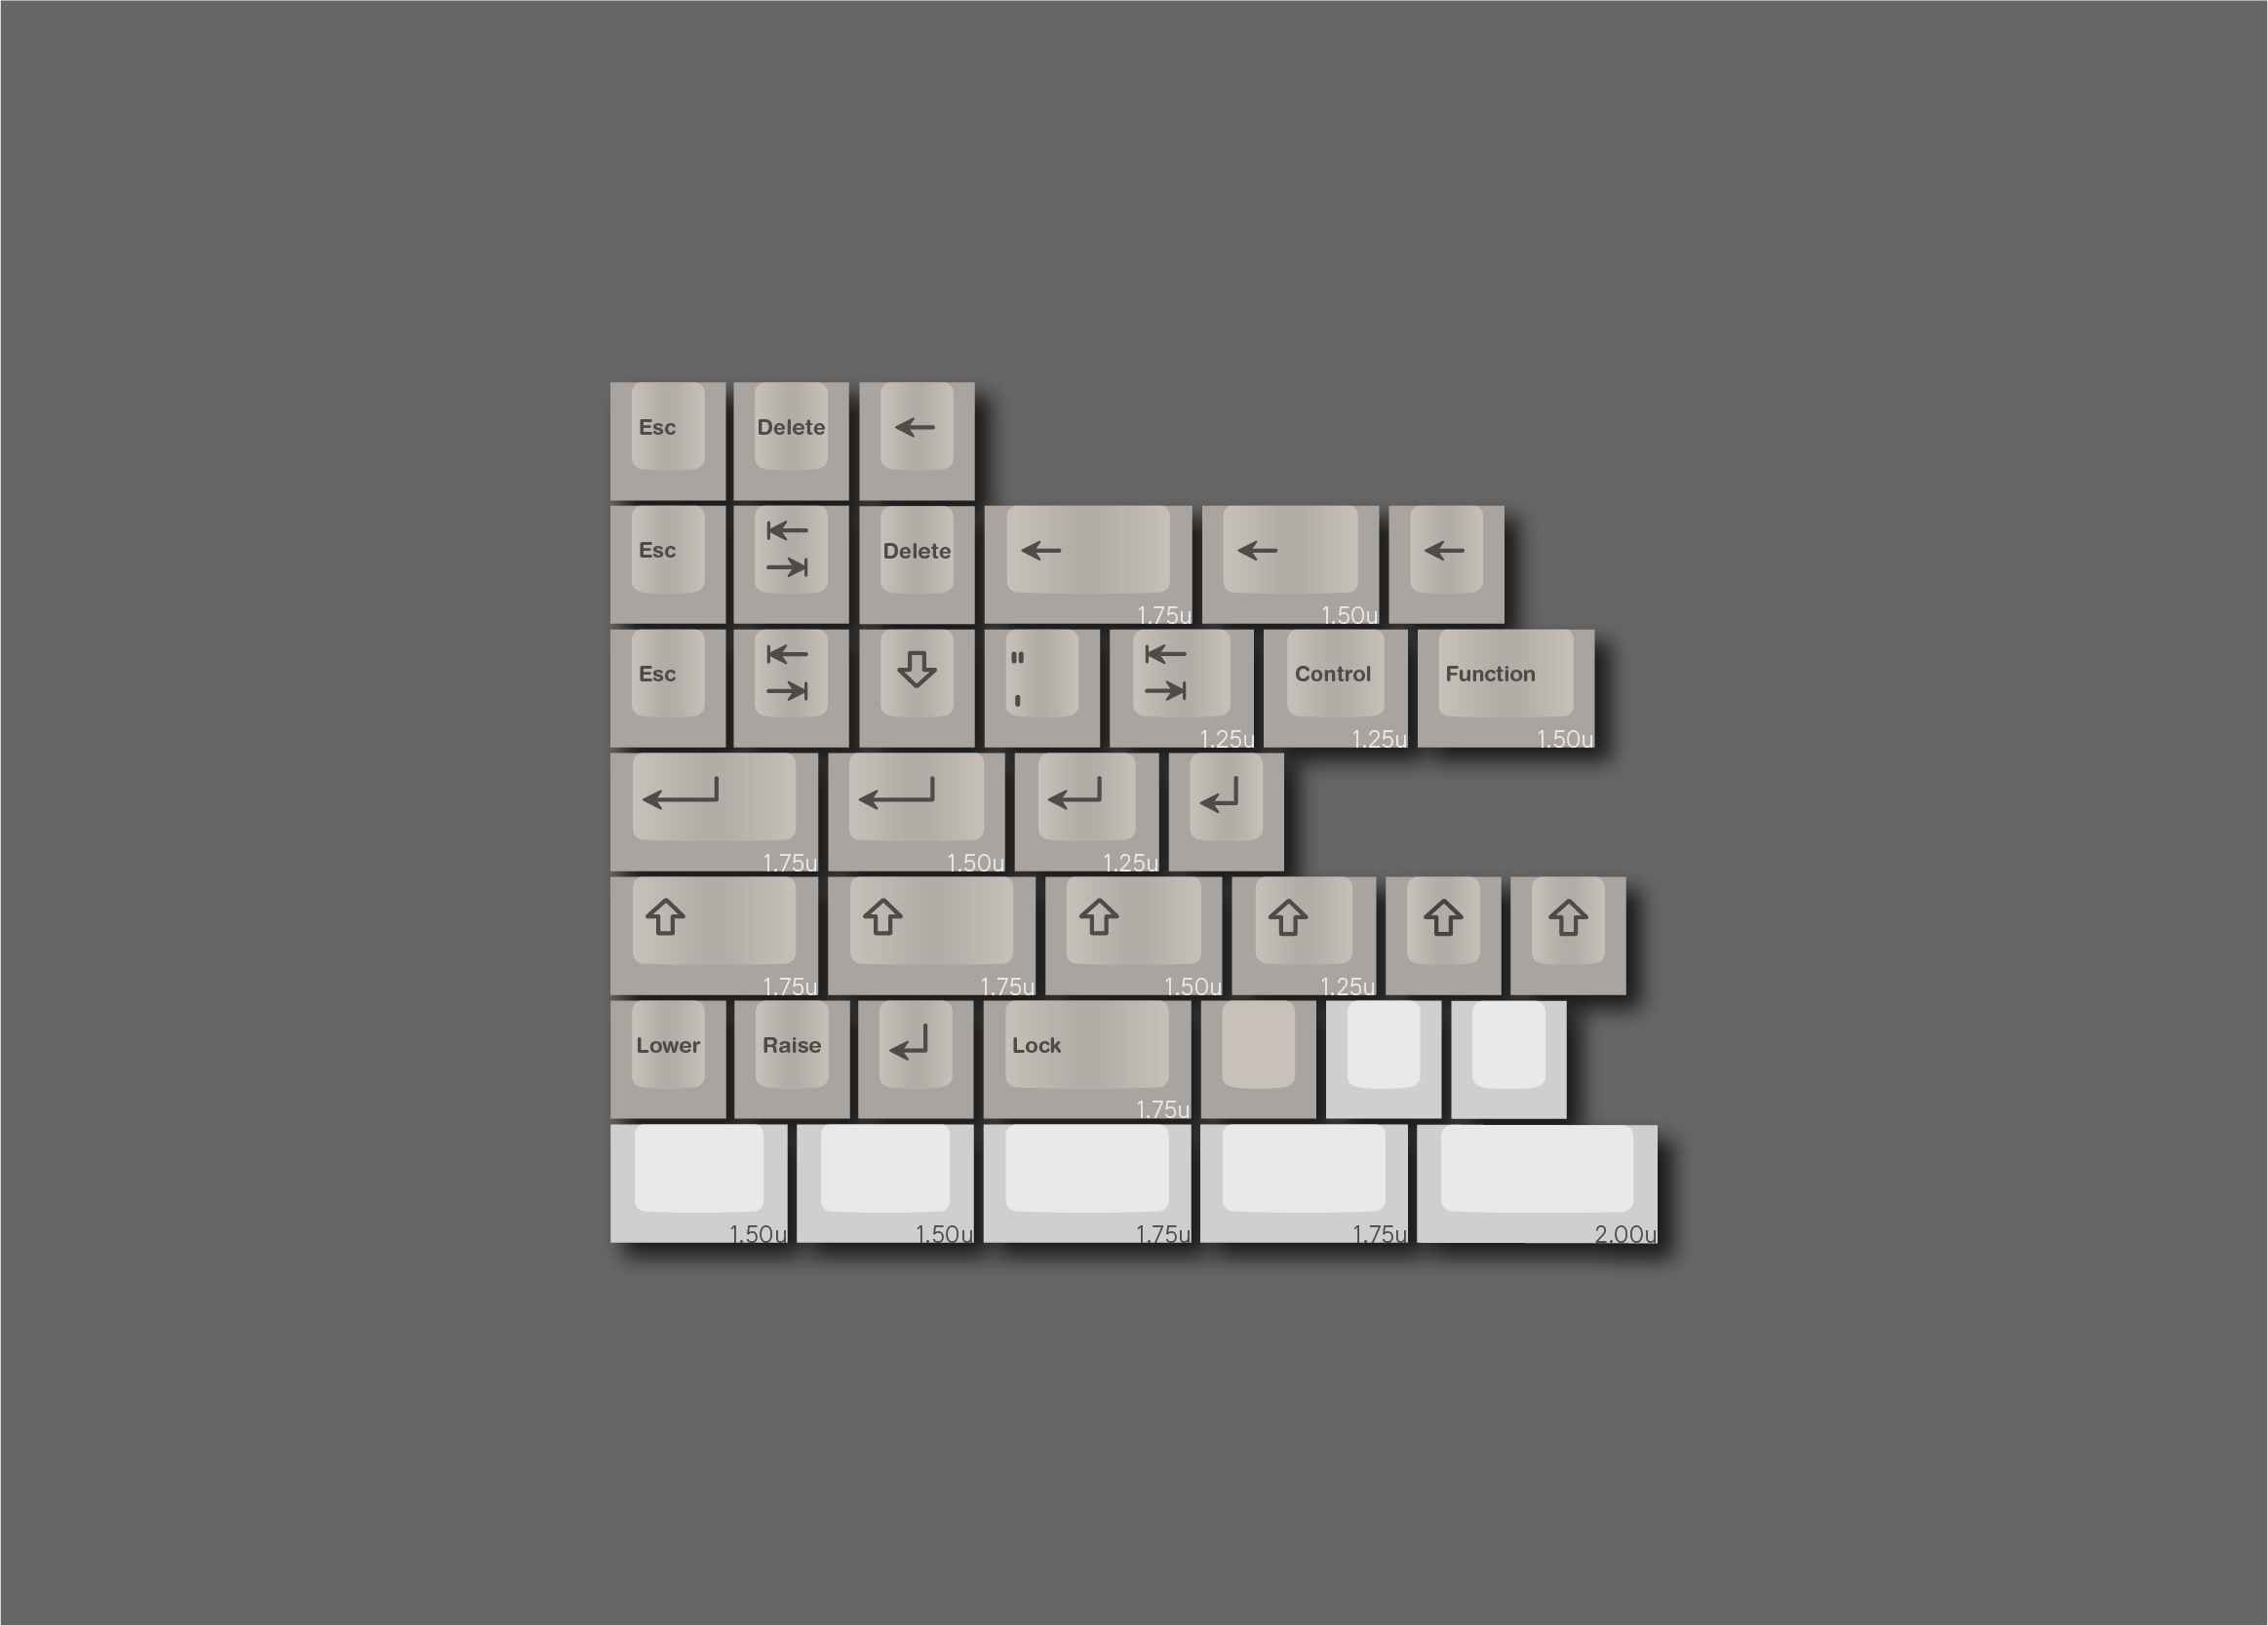 Esc Delete ←
Esc ⇤ Delete ← ← ←
⇥
1.75u 1.50u
Esc ⇤ ⇩ " ⇤ Control Function
⇥ ' ⇥
1.25u 1.25u 1.50u
↵ ↵ ↵ ↵
1.75u 1.50u 1.25u
⇧ ⇧ ⇧ ⇧ ⇧ ⇧
1.75u 1.75u 1.50u 1.25u
Lower Raise ↵ Lock
1.75u
1.50u 1.50u 1.75u 1.75u 2.00u